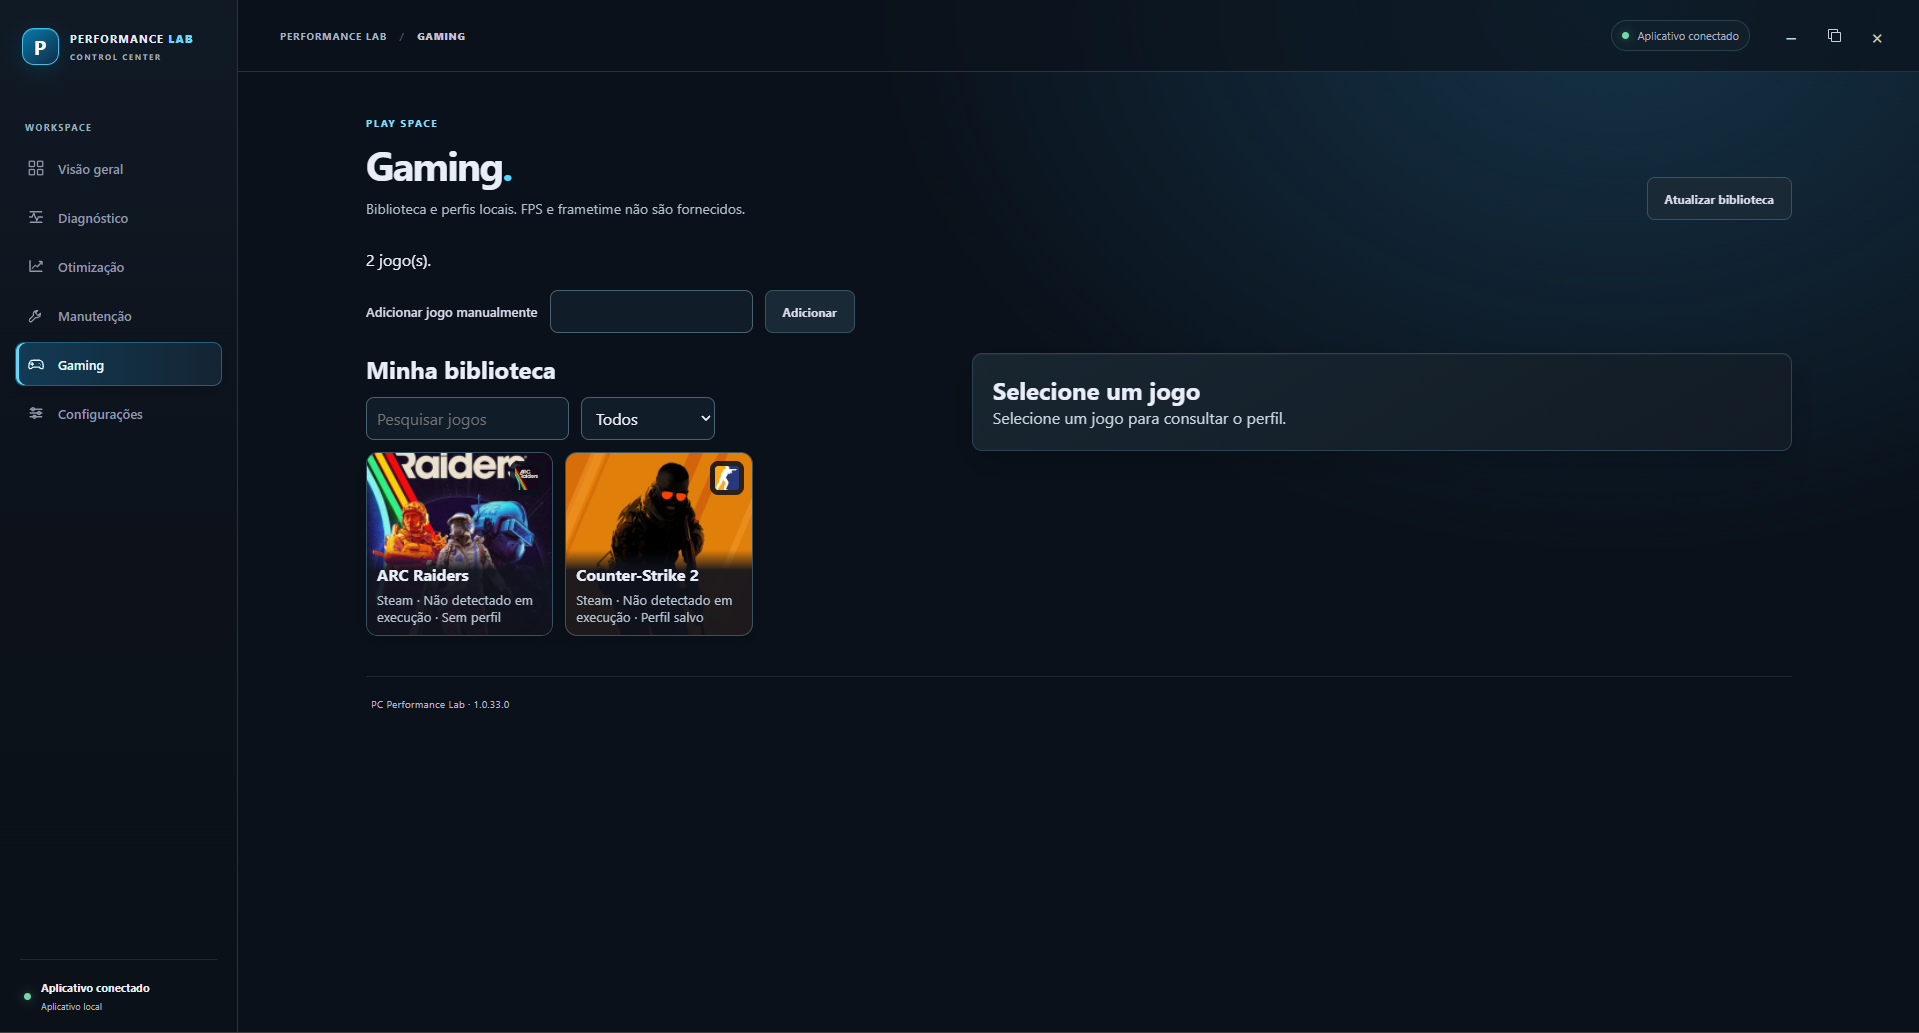 P
PERFORMANCE LAB
CONTROL CENTER
PERFORMANCE LAB / GAMING
Aplicativo conectado
WORKSPACE
Visão geral
Diagnóstico
Otimização
Manutenção
Gaming
Configurações
PLAY SPACE
Gaming.
Biblioteca e perfis locais. FPS e frametime não são fornecidos.
Atualizar biblioteca
2 jogo(s).
Adicionar jogo manualmente
Adicionar
Minha biblioteca
Pesquisar jogos
Todos
Selecione um jogo
Selecione um jogo para consultar o perfil.
Raiders
ARC
Raiders
ARC Raiders
Steam · Não detectado em
execução · Sem perfil
Counter-Strike 2
Steam · Não detectado em
execução · Perfil salvo
PC Performance Lab · 1.0.33.0
Aplicativo conectado
Aplicativo local